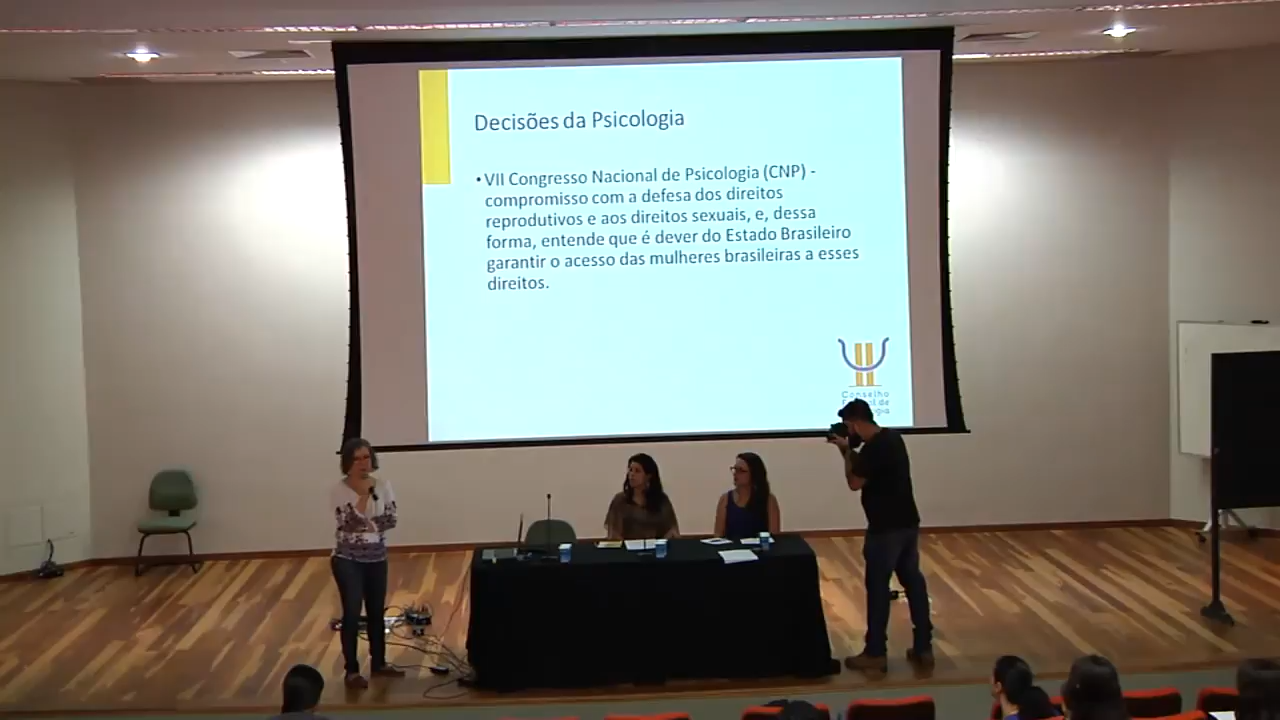 Decisões da Psicologia
• VII Congresso Nacional de Psicologia (CNP) -
compromisso com a defesa dos direitos
reprodutivos e aos direitos sexuais, e, dessa
forma, entende que é dever do Estado Brasileiro
garantir o acesso das mulheres brasileiras a esses
direitos.
Conselho
de